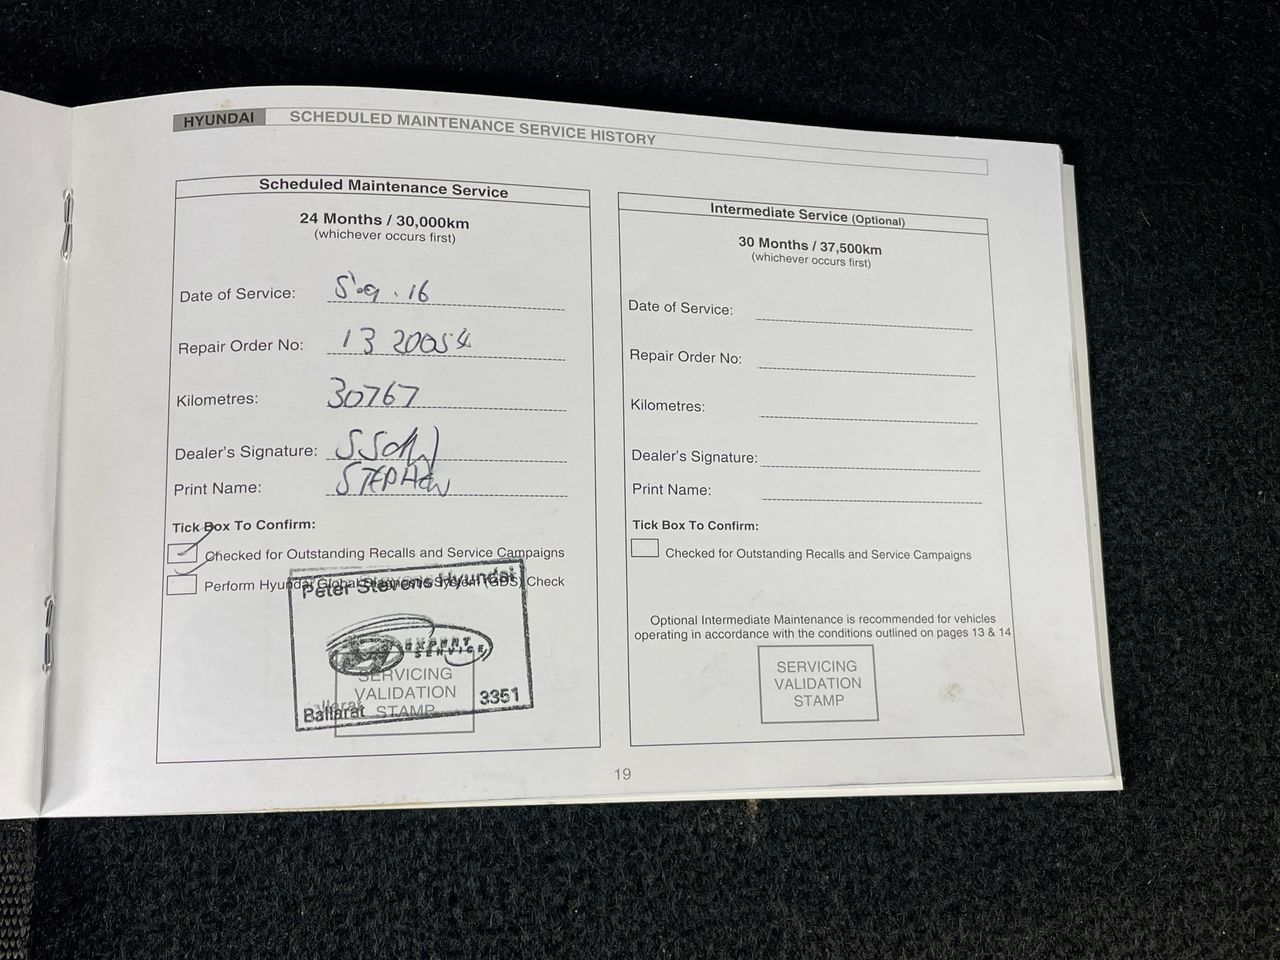 HYUNDAI SCHEDULED MAINTENANCE SERVICE HISTORY
Scheduled Maintenance Service
24 Months / 30,000km
(whichever occurs first)
Date of Service: 5.9.16
Repair Order No: 1320054
Kilometres: 30767
Dealer's Signature:
Print Name: STEPHEN
Tick Box To Confirm:
Checked for Outstanding Recalls and Service Campaigns
Perform Hyundai Global Diagnostic System (GDS) Check
Peter Stevens Hyundai
EXPERT
SERVICE
SERVICING
VALIDATION
STAMP
Ballarat 3351
Intermediate Service (Optional)
30 Months / 37,500km
(whichever occurs first)
Date of Service:
Repair Order No:
Kilometres:
Dealer's Signature:
Print Name:
Tick Box To Confirm:
Checked for Outstanding Recalls and Service Campaigns
Optional Intermediate Maintenance is recommended for vehicles
operating in accordance with the conditions outlined on pages 13 & 14
SERVICING
VALIDATION
STAMP
19